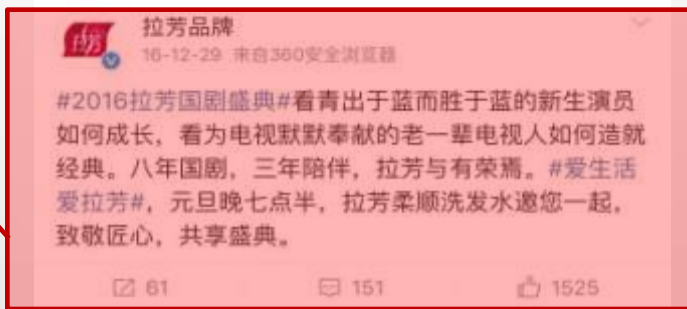 拉芳
拉芳品牌
16-12-29 来自360安全浏览器
#2016拉芳国剧盛典#看青出于蓝而胜于蓝的新生演员
如何成长，看为电视默默奉献的老一辈电视人如何造就
经典。八年国剧，三年陪伴，拉芳与有荣焉。#爱生活
爱拉芳#，元旦晚七点半，拉芳柔顺洗发水邀您一起，
致敬匠心，共享盛典。
61 151 1525